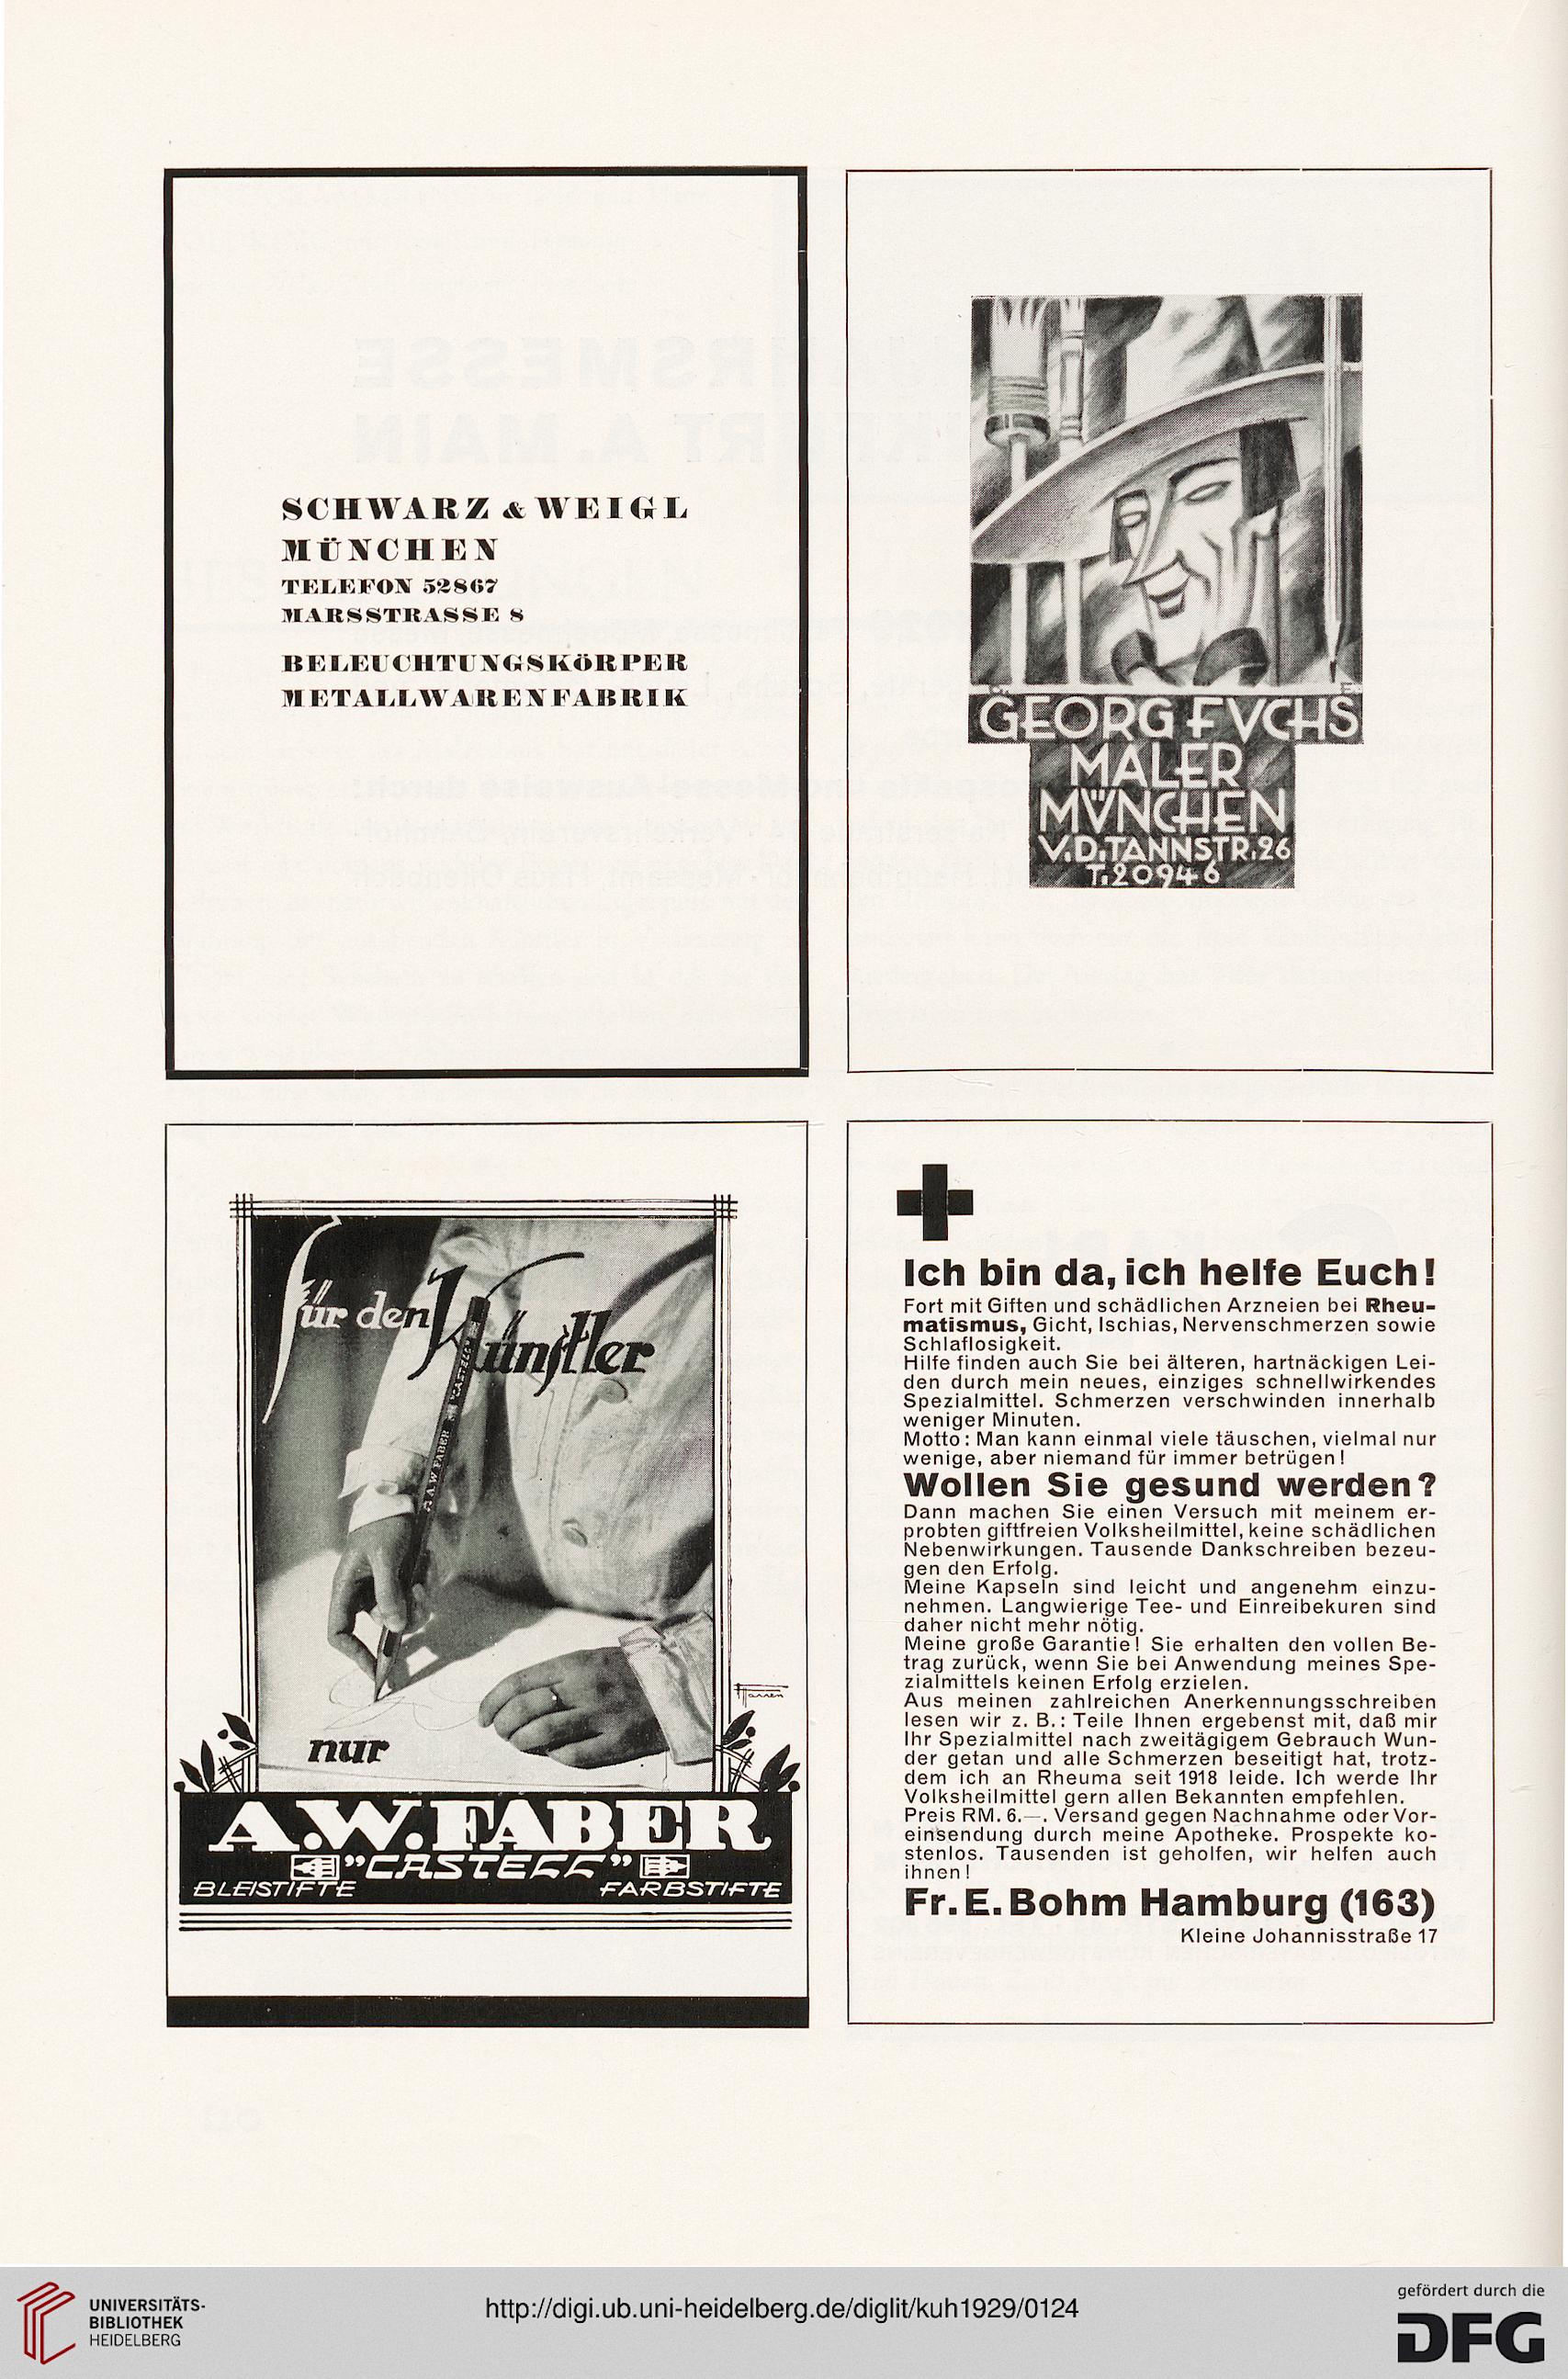 SCHWARZ & WEIGL
MÜNCHEN
TELEFON 52867
MARSSTRASSE 8
BELEUCHTUNGSKÖRPER
METALLWARENFABRIK
G. E.
GEORG FVCHS
MALER
MÜNCHEN
V.D.TANNSTR.26
T.20946
für den Künstler
A.W.FABER CASTELL
Hansen
nur
A.W.FABER
"CASTELL"
BLEISTIFTE FARBSTIFTE
Ich bin da, ich helfe Euch!
Fort mit Giften und schädlichen Arzneien bei Rheu-
matismus, Gicht, Ischias, Nervenschmerzen sowie
Schlaflosigkeit.
Hilfe finden auch Sie bei älteren, hartnäckigen Lei-
den durch mein neues, einziges schnellwirkendes
Spezialmittel. Schmerzen verschwinden innerhalb
weniger Minuten.
Motto: Man kann einmal viele täuschen, vielmal nur
wenige, aber niemand für immer betrügen!
Wollen Sie gesund werden?
Dann machen Sie einen Versuch mit meinem er-
probten giftfreien Volksheilmittel, keine schädlichen
Nebenwirkungen. Tausende Dankschreiben bezeu-
gen den Erfolg.
Meine Kapseln sind leicht und angenehm einzu-
nehmen. Langwierige Tee- und Einreibekuren sind
daher nicht mehr nötig.
Meine große Garantie! Sie erhalten den vollen Be-
trag zurück, wenn Sie bei Anwendung meines Spe-
zialmittels keinen Erfolg erzielen.
Aus meinen zahlreichen Anerkennungsschreiben
lesen wir z. B.: Teile Ihnen ergebenst mit, daß mir
Ihr Spezialmittel nach zweitägigem Gebrauch Wun-
der getan und alle Schmerzen beseitigt hat, trotz-
dem ich an Rheuma seit 1918 leide. Ich werde Ihr
Volksheilmittel gern allen Bekannten empfehlen.
Preis RM. 6.—. Versand gegen Nachnahme oder Vor-
einsendung durch meine Apotheke. Prospekte ko-
stenlos. Tausenden ist geholfen, wir helfen auch
ihnen!
Fr. E. Bohm Hamburg (163)
Kleine Johannisstraße 17
UNIVERSITÄTS-
BIBLIOTHEK
HEIDELBERG
http://digi.ub.uni-heidelberg.de/diglit/kuh1929/0124
gefördert durch die
DFG